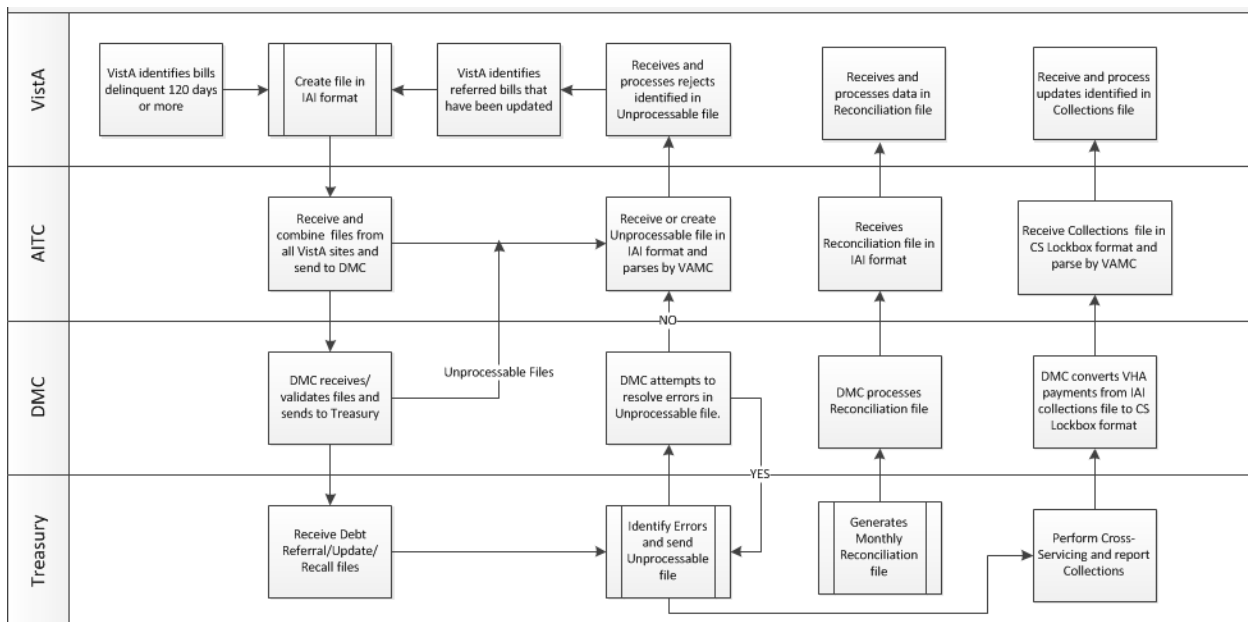 VistA
VistA identifies bills
delinquent 120 days
or more
Create file in
IAI format
VistA identifies
referred bills that
have been updated
Receives and
processes rejects
identified in
Unprocessable file
Receives and
processes data in
Reconciliation file
Receive and process
updates identified in
Collections file
AITC
Receive and
combine files from
all VistA sites and
send to DMC
Receive or create
Unprocessable file in
IAI format and
parses by VAMC
Receives
Reconciliation file in
IAI format
Receive Collections file in
CS Lockbox format and
parse by VAMC
NO
DMC
DMC receives/
validates files and
sends to Treasury
Unprocessable Files
DMC attempts to
resolve errors in
Unprocessable file.
DMC processes
Reconciliation file
DMC converts VHA
payments from IAI
collections file to CS
Lockbox format
YES
Treasury
Receive Debt
Referral/Update/
Recall files
Identify Errors
and send
Unprocessable
file
Generates
Monthly
Reconciliation
file
Perform Cross-
Servicing and report
Collections